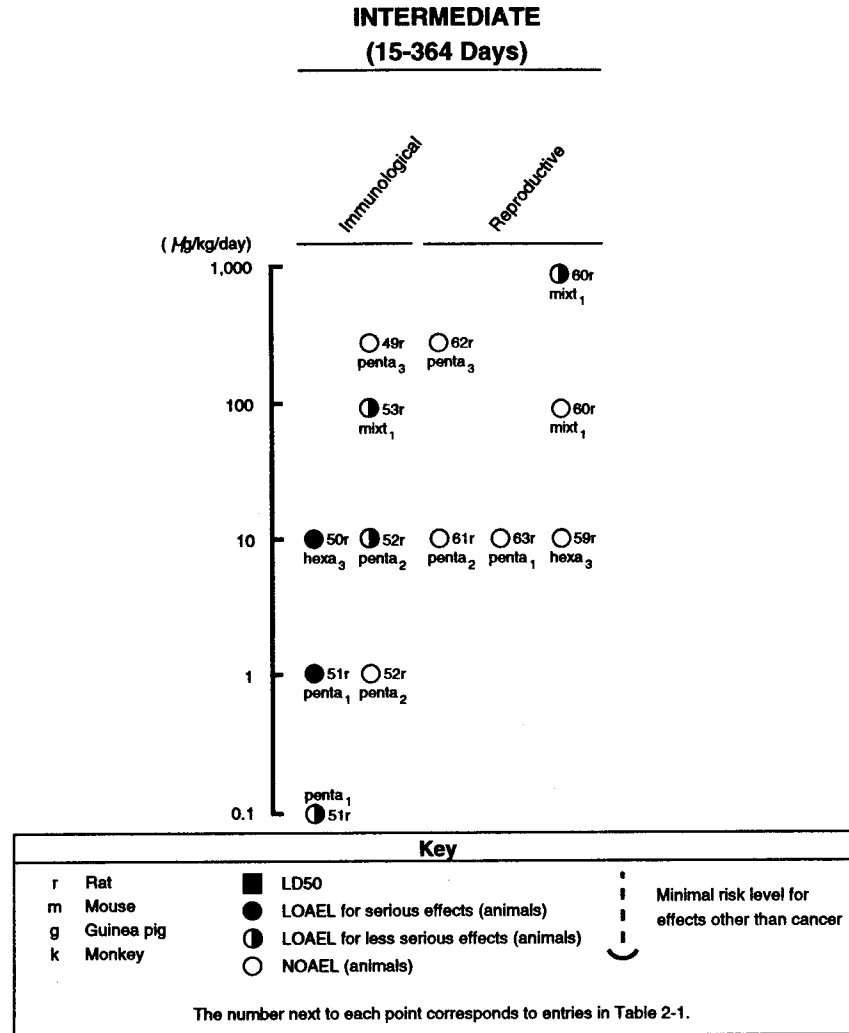 INTERMEDIATE
(15-364 Days)
Immunological
Reproductive
(μg/kg/day)
1,000
60r
mixt1
49r 62r
penta3 penta3
100
53r 60r
mixt1 mixt1
10
50r 52r 61r 63r 59r
hexa3 penta2 penta2 penta1 hexa3
1
51r 52r
penta1 penta2
penta1
0.1
51r
Key
r Rat
m Mouse
g Guinea pig
k Monkey
LD50
LOAEL for serious effects (animals)
LOAEL for less serious effects (animals)
NOAEL (animals)
Minimal risk level for
effects other than cancer
The number next to each point corresponds to entries in Table 2-1.